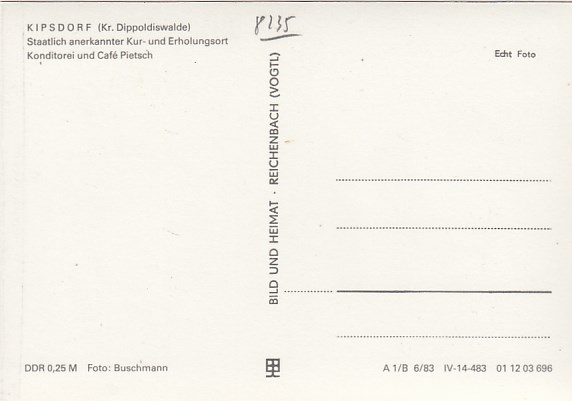 KIPSDORF (Kr. Dippoldiswalde)
Staatlich anerkannter Kur- und Erholungsort
Konditorei und Café Pietsch
8235
Echt Foto
BILD UND HEIMAT · REICHENBACH (VOGTL)
DDR 0,25 M Foto: Buschmann
A 1/B 6/83 IV-14-483 01 12 03 696